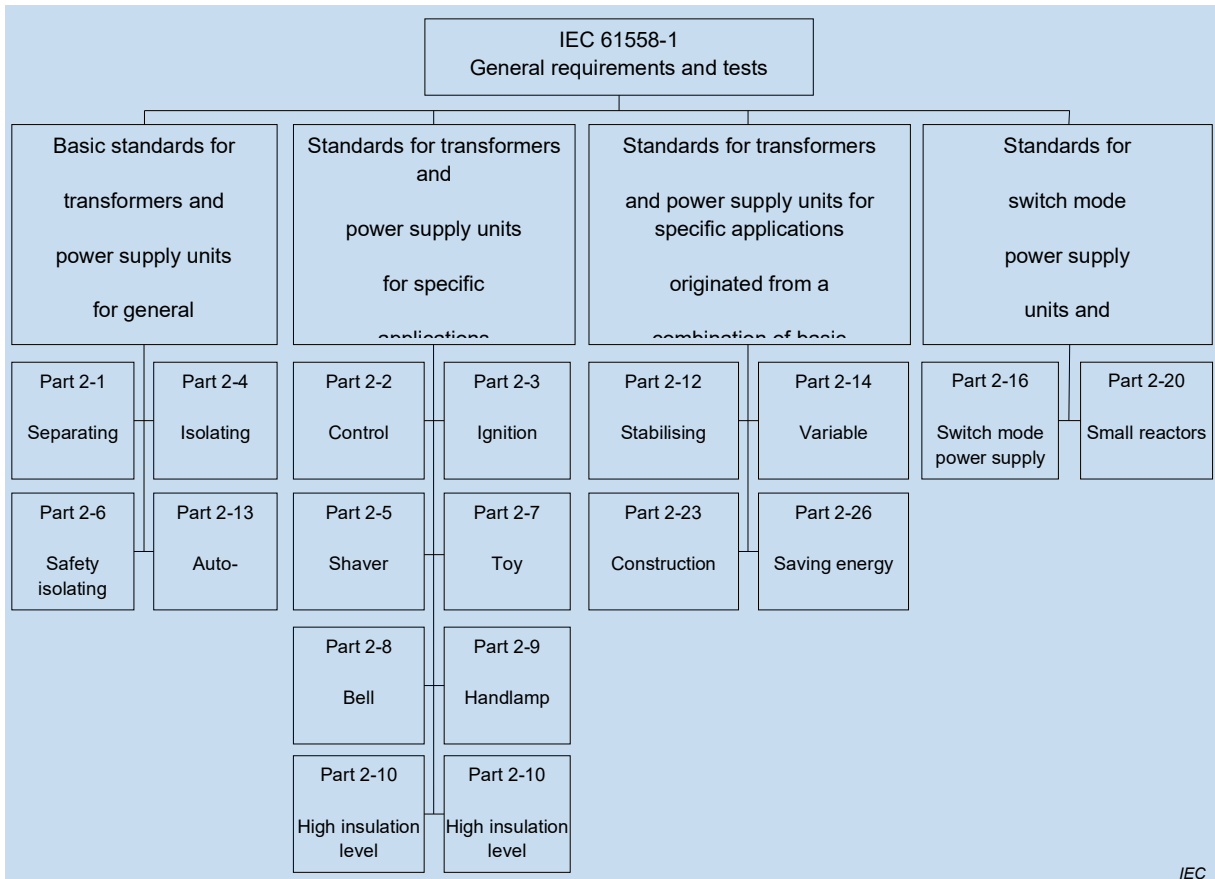 IEC 61558-1
General requirements and tests
Basic standards for
transformers and
power supply units
for general
Standards for transformers
and
power supply units
for specific
applications
Standards for transformers
and power supply units for
specific applications
originated from a
combination of basic
Standards for
switch mode
power supply
units and
Part 2-1
Separating
Part 2-4
Isolating
Part 2-2
Control
Part 2-3
Ignition
Part 2-12
Stabilising
Part 2-14
Variable
Part 2-16
Switch mode
power supply
Part 2-20
Small reactors
Part 2-6
Safety
isolating
Part 2-13
Auto-
Part 2-5
Shaver
Part 2-7
Toy
Part 2-23
Construction
Part 2-26
Saving energy
Part 2-8
Bell
Part 2-9
Handlamp
Part 2-10
High insulation
level
Part 2-10
High insulation
level
IEC